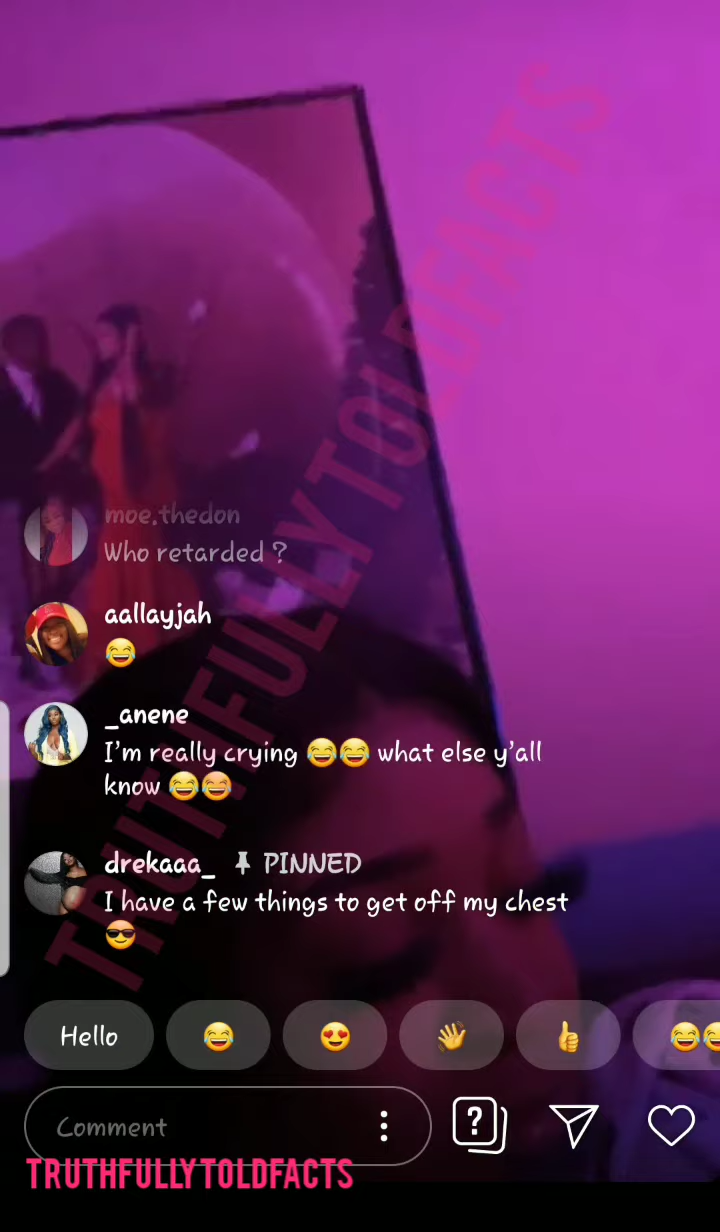 TRUTHFULLYTOLDFACTS
moe.thedon
Who retarded ?
aallayjah
😂
_anene
I'm really crying 😂😂 what else y'all
know 😂😂
drekaaa_ PINNED
I have a few things to get off my chest
😎
Hello 😂 😍 👋 👍 😂😂
Comment
?
TRUTHFULLYTOLDFACTS